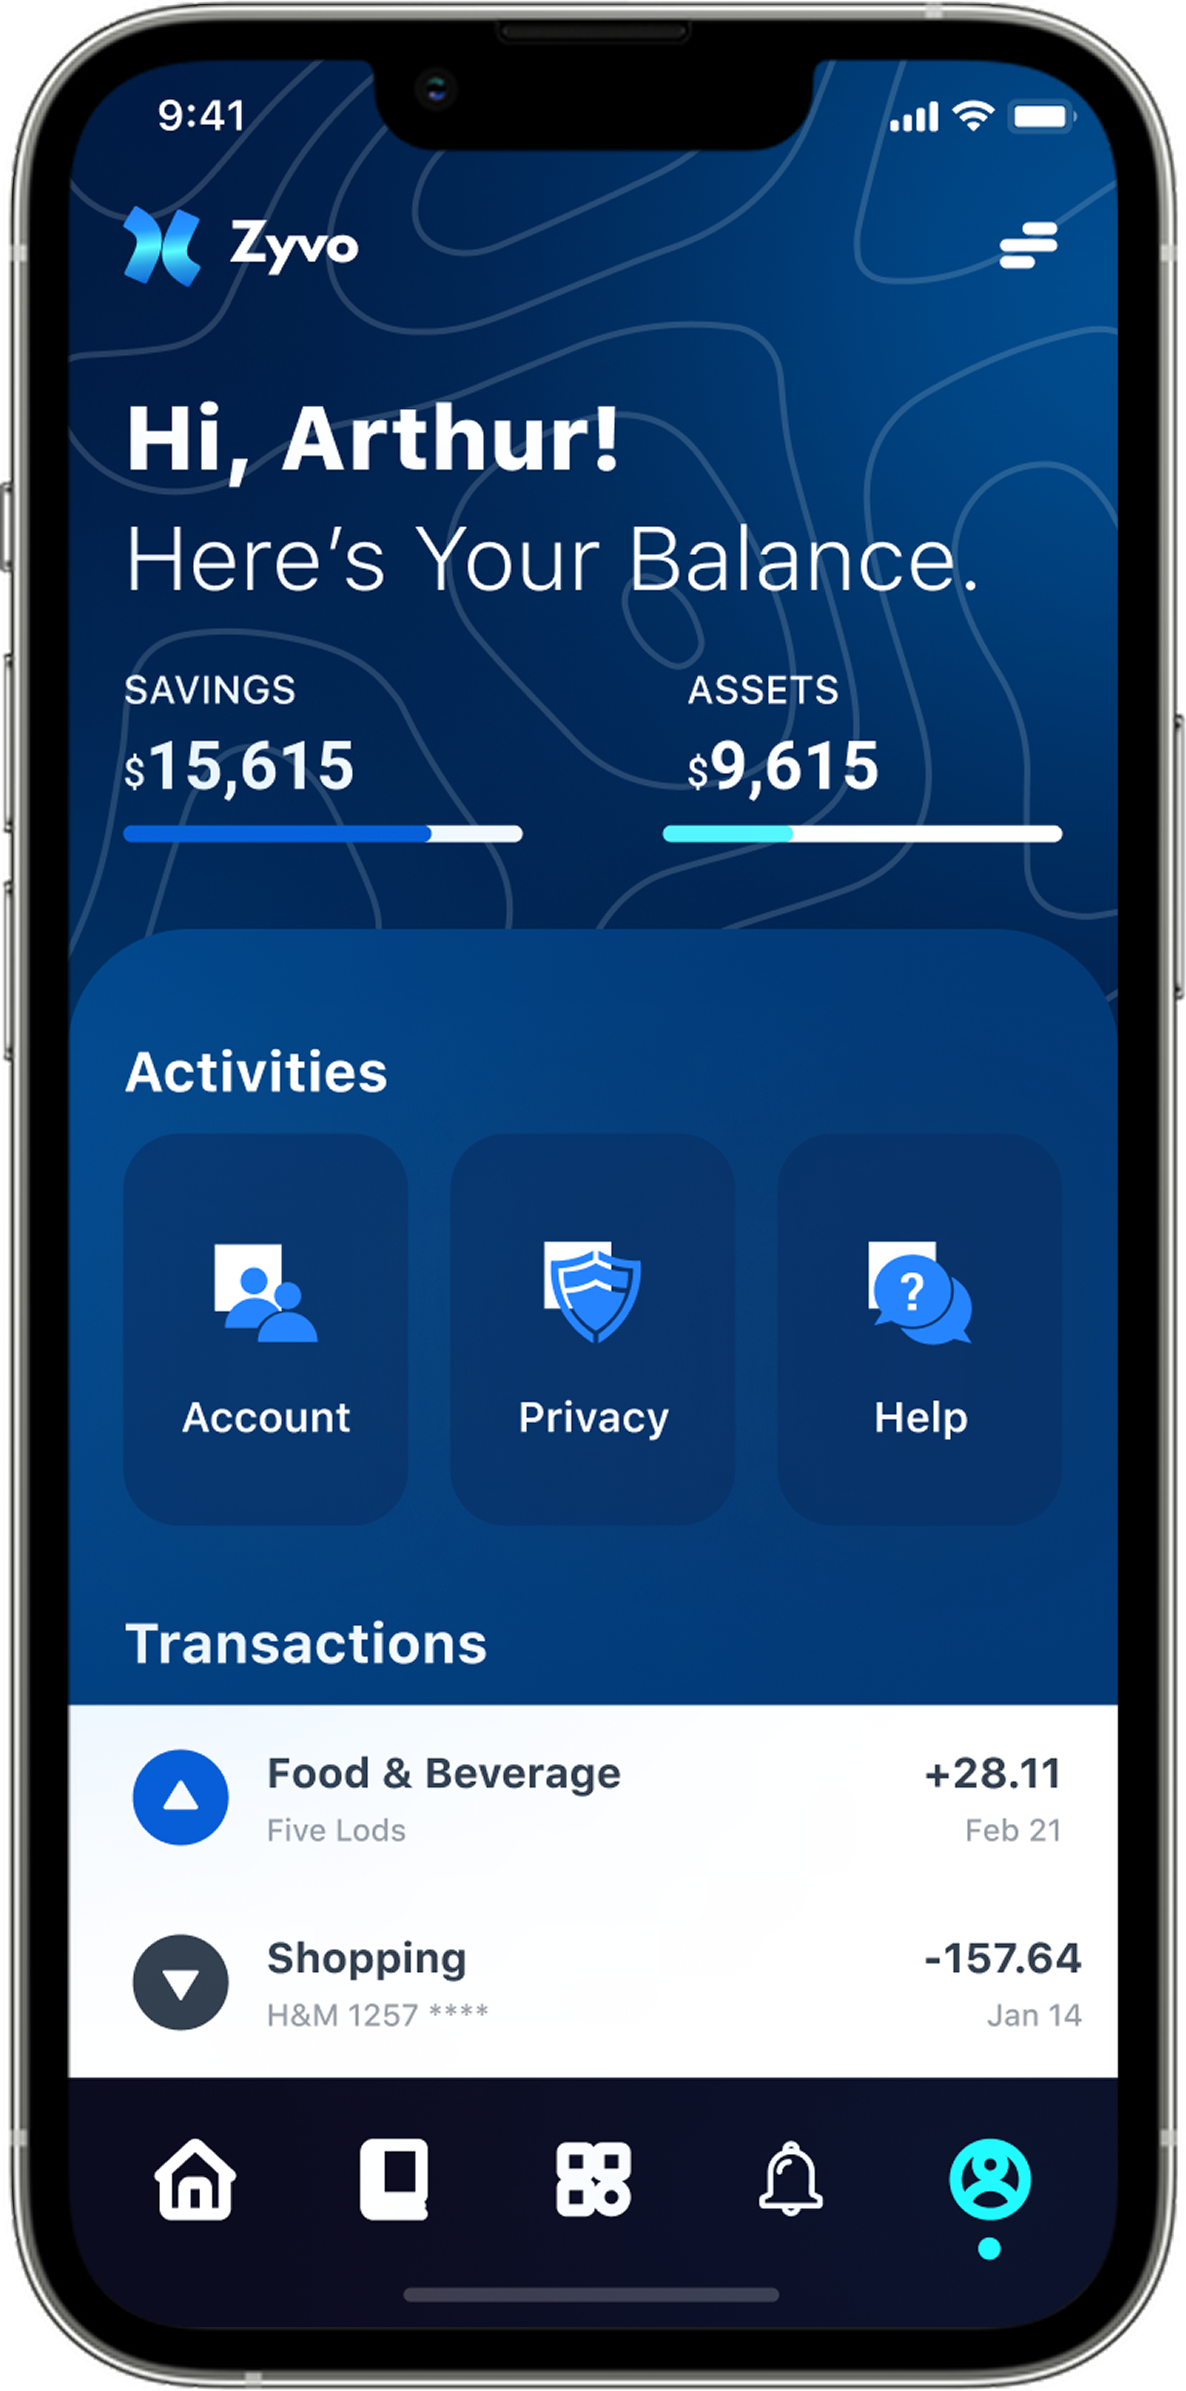 9:41
Zyvo
Hi, Arthur!
Here's Your Balance.
SAVINGS
ASSETS
$15,615
$9,615
Activities
?
Account
Privacy
Help
Transactions
Food & Beverage
+28.11
Five Lods
Feb 21
Shopping
-157.64
H&M 1257 ****
Jan 14